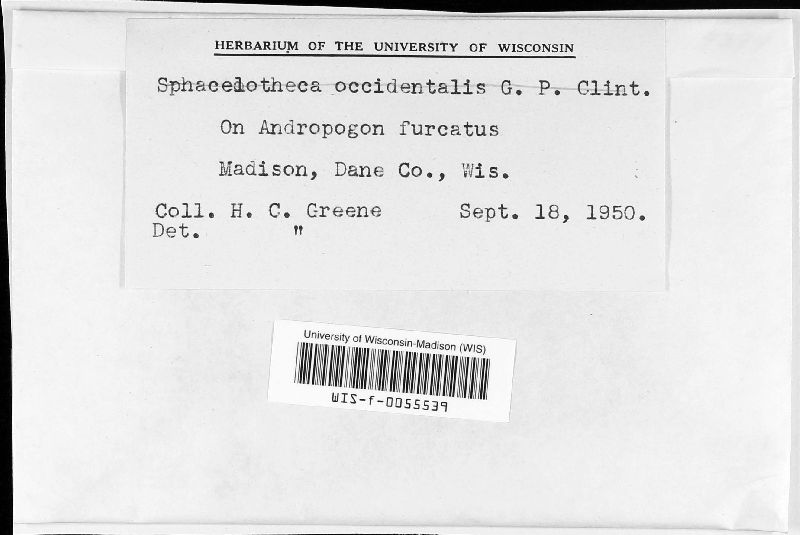 HERBARIUM OF THE UNIVERSITY OF WISCONSIN
Sphacelotheca occidentalis G. P. Clint.
On Andropogon furcatus
Madison, Dane Co., Wis.
Coll. H. C. Greene Sept. 18, 1950.
Det. "
University of Wisconsin-Madison (WIS)
WIS-f-0055539